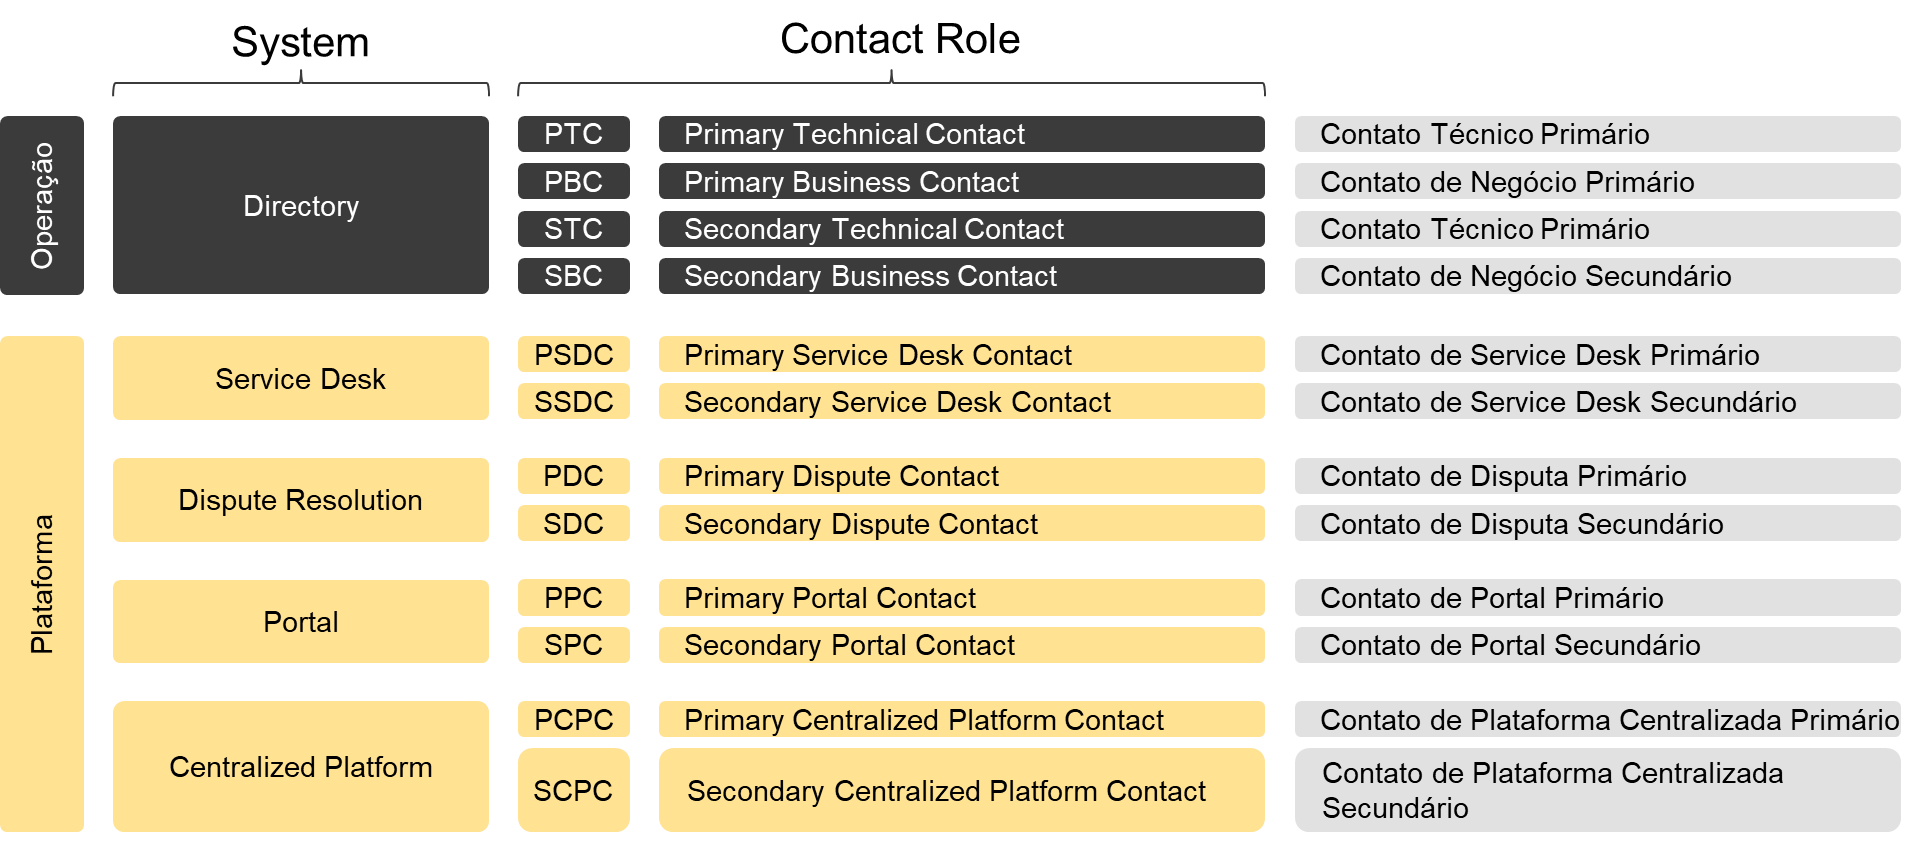 System
Contact Role
Operação
Directory
PTC
Primary Technical Contact
Contato Técnico Primário
PBC
Primary Business Contact
Contato de Negócio Primário
STC
Secondary Technical Contact
Contato Técnico Primário
SBC
Secondary Business Contact
Contato de Negócio Secundário
Plataforma
Service Desk
PSDC
Primary Service Desk Contact
Contato de Service Desk Primário
SSDC
Secondary Service Desk Contact
Contato de Service Desk Secundário
Dispute Resolution
PDC
Primary Dispute Contact
Contato de Disputa Primário
SDC
Secondary Dispute Contact
Contato de Disputa Secundário
Portal
PPC
Primary Portal Contact
Contato de Portal Primário
SPC
Secondary Portal Contact
Contato de Portal Secundário
Centralized Platform
PCPC
Primary Centralized Platform Contact
Contato de Plataforma Centralizada Primário
SCPC
Secondary Centralized Platform Contact
Contato de Plataforma Centralizada
Secundário